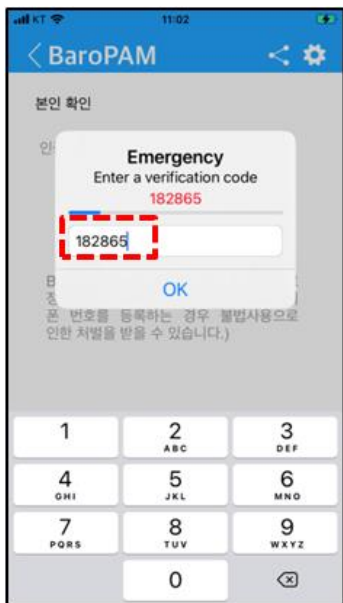 KT 11:02
BaroPAM
본인 확인
Emergency
Enter a verification code
182865
182865
OK
폰 번호를 등록하는 경우 불법사용으로
인한 처벌을 받을 수 있습니다.)
1 2 3
ABC DEF
4 5 6
GHI JKL MNO
7 8 9
PQRS TUV WXYZ
0